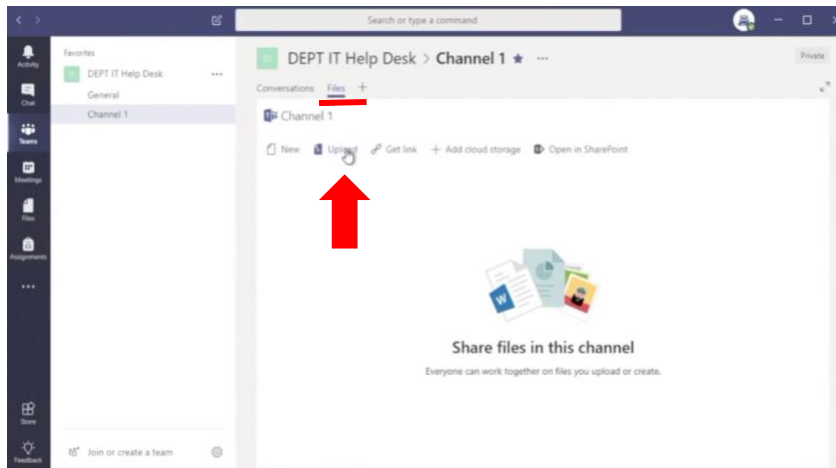 Search or type a command
Activity
Chat
Teams
Meetings
Files
Assignments
Store
Feedback
Favorites
DEPT IT Help Desk
General
Channel 1
Join or create a team
DEPT IT Help Desk > Channel 1
Private
Conversations Files
Channel 1
New Upload Get link + Add cloud storage Open in SharePoint
W
Share files in this channel
Everyone can work together on files you upload or create.